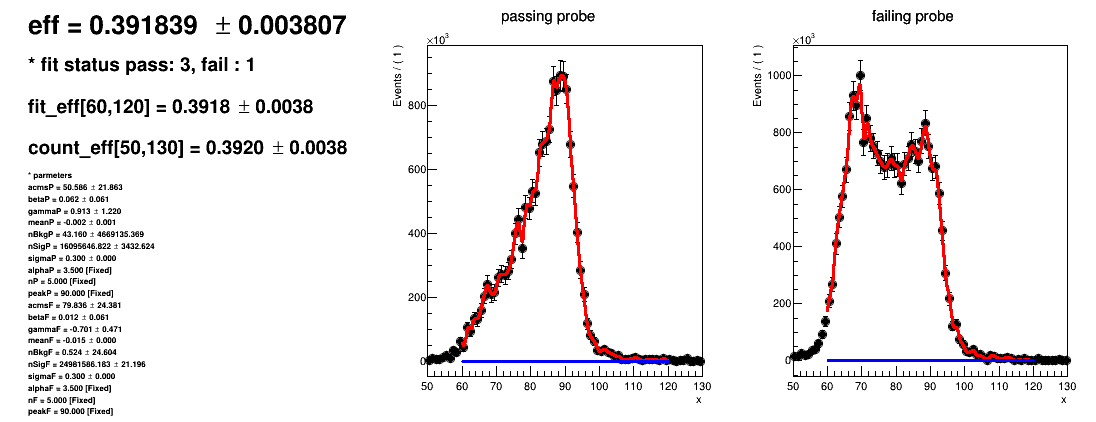 eff = 0.391839 ± 0.003807
* fit status pass: 3, fail : 1
fit_eff[60,120] = 0.3918 ± 0.0038
count_eff[50,130] = 0.3920 ± 0.0038
* parmeters
acmsP = 50.586 ± 21.863
betaP = 0.062 ± 0.061
gammaP = 0.913 ± 1.220
meanP = -0.002 ± 0.001
nBkgP = 43.160 ± 4669135.369
nSigP = 16095646.822 ± 3432.624
sigmaP = 0.300 ± 0.000
alphaP = 3.500 [Fixed]
nP = 5.000 [Fixed]
peakP = 90.000 [Fixed]
acmsF = 79.836 ± 24.381
betaF = 0.012 ± 0.061
gammaF = -0.701 ± 0.471
meanF = -0.015 ± 0.000
nBkgF = 0.524 ± 24.604
nSigF = 24981586.183 ± 21.196
sigmaF = 0.300 ± 0.000
alphaF = 3.500 [Fixed]
nF = 5.000 [Fixed]
peakF = 90.000 [Fixed]
passing probe
×10³
Events / ( 1 )
800
600
400
200
0
50 60 70 80 90 100 110 120 130
x
failing probe
×10³
Events / ( 1 )
1000
800
600
400
200
0
50 60 70 80 90 100 110 120 130
x